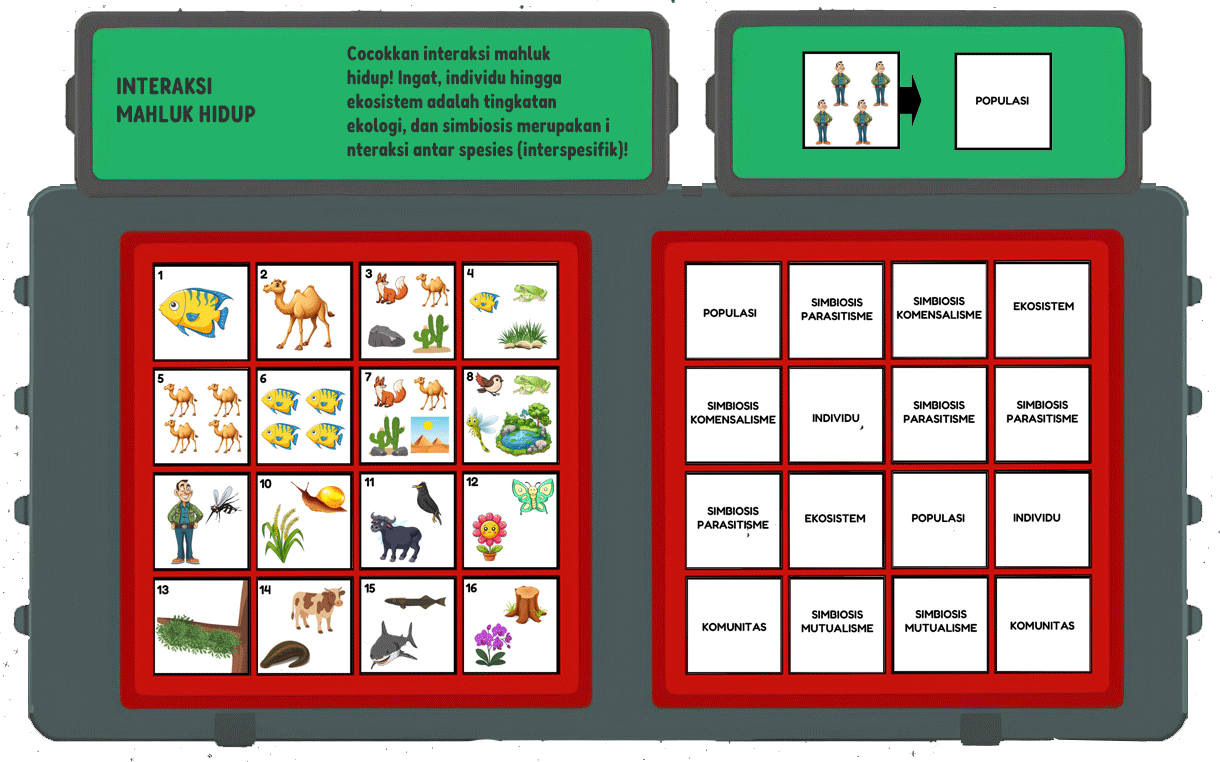 INTERAKSI
MAHLUK HIDUP
Cocokkan interaksi mahluk
hidup! Ingat, individu hingga
ekosistem adalah tingkatan
ekologi, dan simbiosis merupakan i
nteraksi antar spesies (interspesifik)!
POPULASI
1
2
3
4
5
6
7
8
10
11
12
13
14
15
16
POPULASI
SIMBIOSIS
PARASITISME
SIMBIOSIS
KOMENSALISME
EKOSISTEM
SIMBIOSIS
KOMENSALISME
INDIVIDU
SIMBIOSIS
PARASITISME
SIMBIOSIS
PARASITISME
SIMBIOSIS
PARASITISME
EKOSISTEM
POPULASI
INDIVIDU
KOMUNITAS
SIMBIOSIS
MUTUALISME
SIMBIOSIS
MUTUALISME
KOMUNITAS